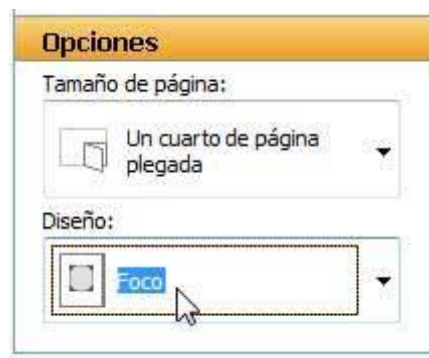 Opciones
Tamaño de página:
Un cuarto de página
plegada
Diseño:
Foco